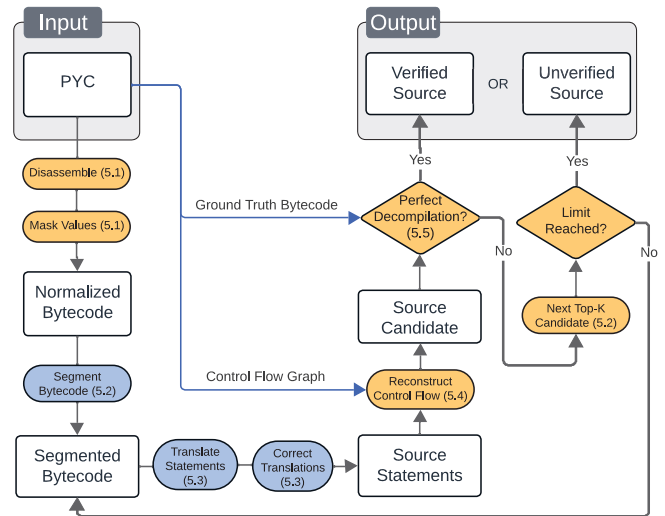 Input
PYC
Disassemble (5.1)
Mask Values (5.1)
Normalized
Bytecode
Segment
Bytecode (5.2)
Segmented
Bytecode
Translate
Statements
(5.3)
Correct
Translations
(5.3)
Source
Statements
Reconstruct
Control Flow (5.4)
Control Flow Graph
Source
Candidate
Ground Truth Bytecode
Perfect
Decompilation?
(5.5)
Yes
No
Output
Verified
Source
OR
Unverified
Source
Yes
Limit
Reached?
No
Next Top-K
Candidate (5.2)